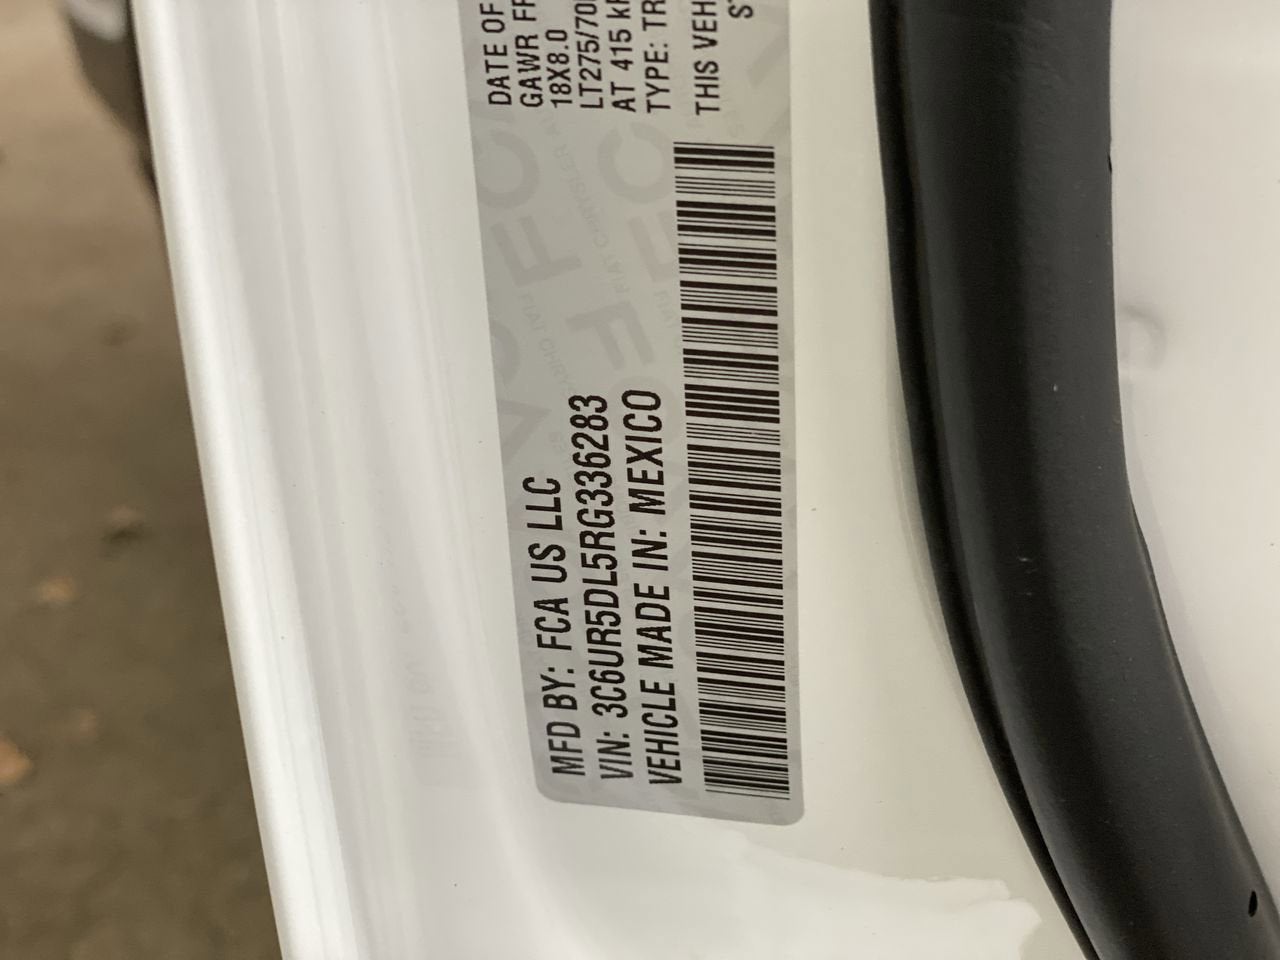 MFD BY: FCA US LLC
VIN: 3C6UR5DL5RG336283
VEHICLE MADE IN: MEXICO
DATE OF
GAWR
18X8.0
AT 415
TYPE:
THIS